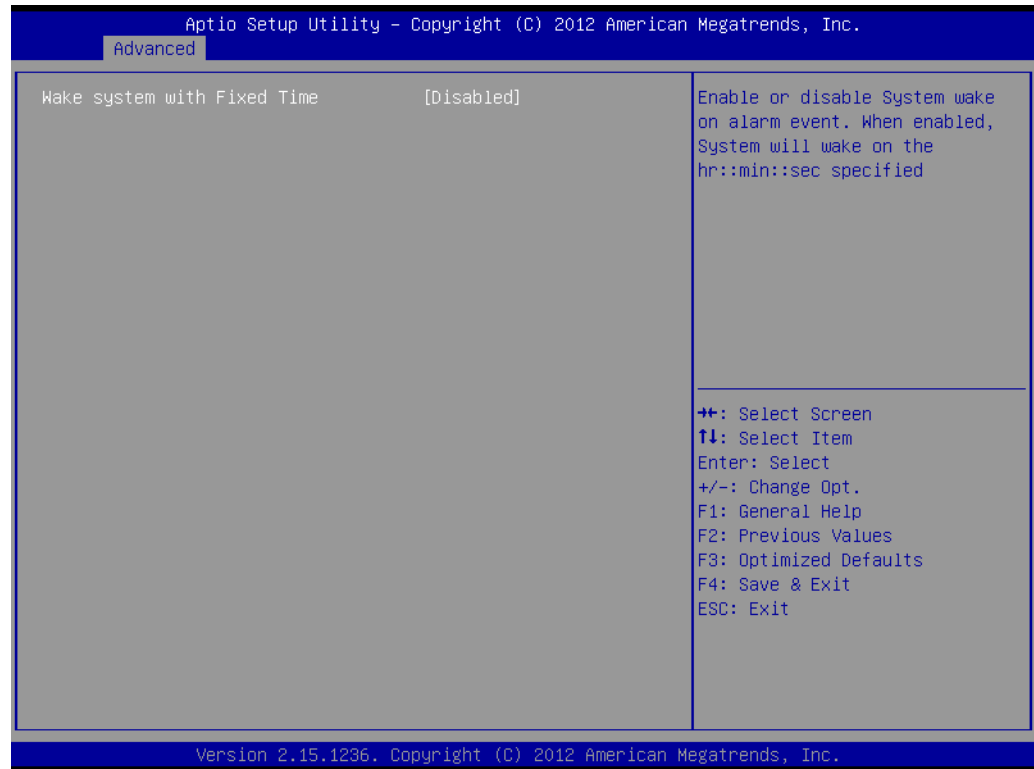 Aptio Setup Utility – Copyright (C) 2012 American Megatrends, Inc.
Advanced
Wake system with Fixed Time [Disabled]
Enable or disable System wake
on alarm event. When enabled,
System will wake on the
hr::min::sec specified
→←: Select Screen
↑↓: Select Item
Enter: Select
+/-: Change Opt.
F1: General Help
F2: Previous Values
F3: Optimized Defaults
F4: Save & Exit
ESC: Exit
Version 2.15.1236. Copyright (C) 2012 American Megatrends, Inc.